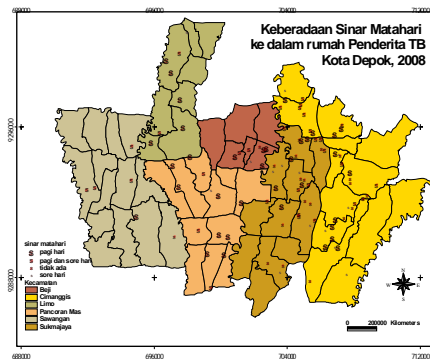 688000
696000
704000
712000
Keberadaan Sinar Matahari
ke dalam rumah Penderita TB
Kota Depok, 2008
9296000
9288000
sinar matahari
S pagi hari
s pagi dan sore hari
s tidak ada
s sore hari
Kecamatan
Beji
Cimanggis
Limo
Pancoran Mas
Sawangan
Sukmajaya
N
W E
S
0 200000 Kilometers
688000
696000
704000
712000